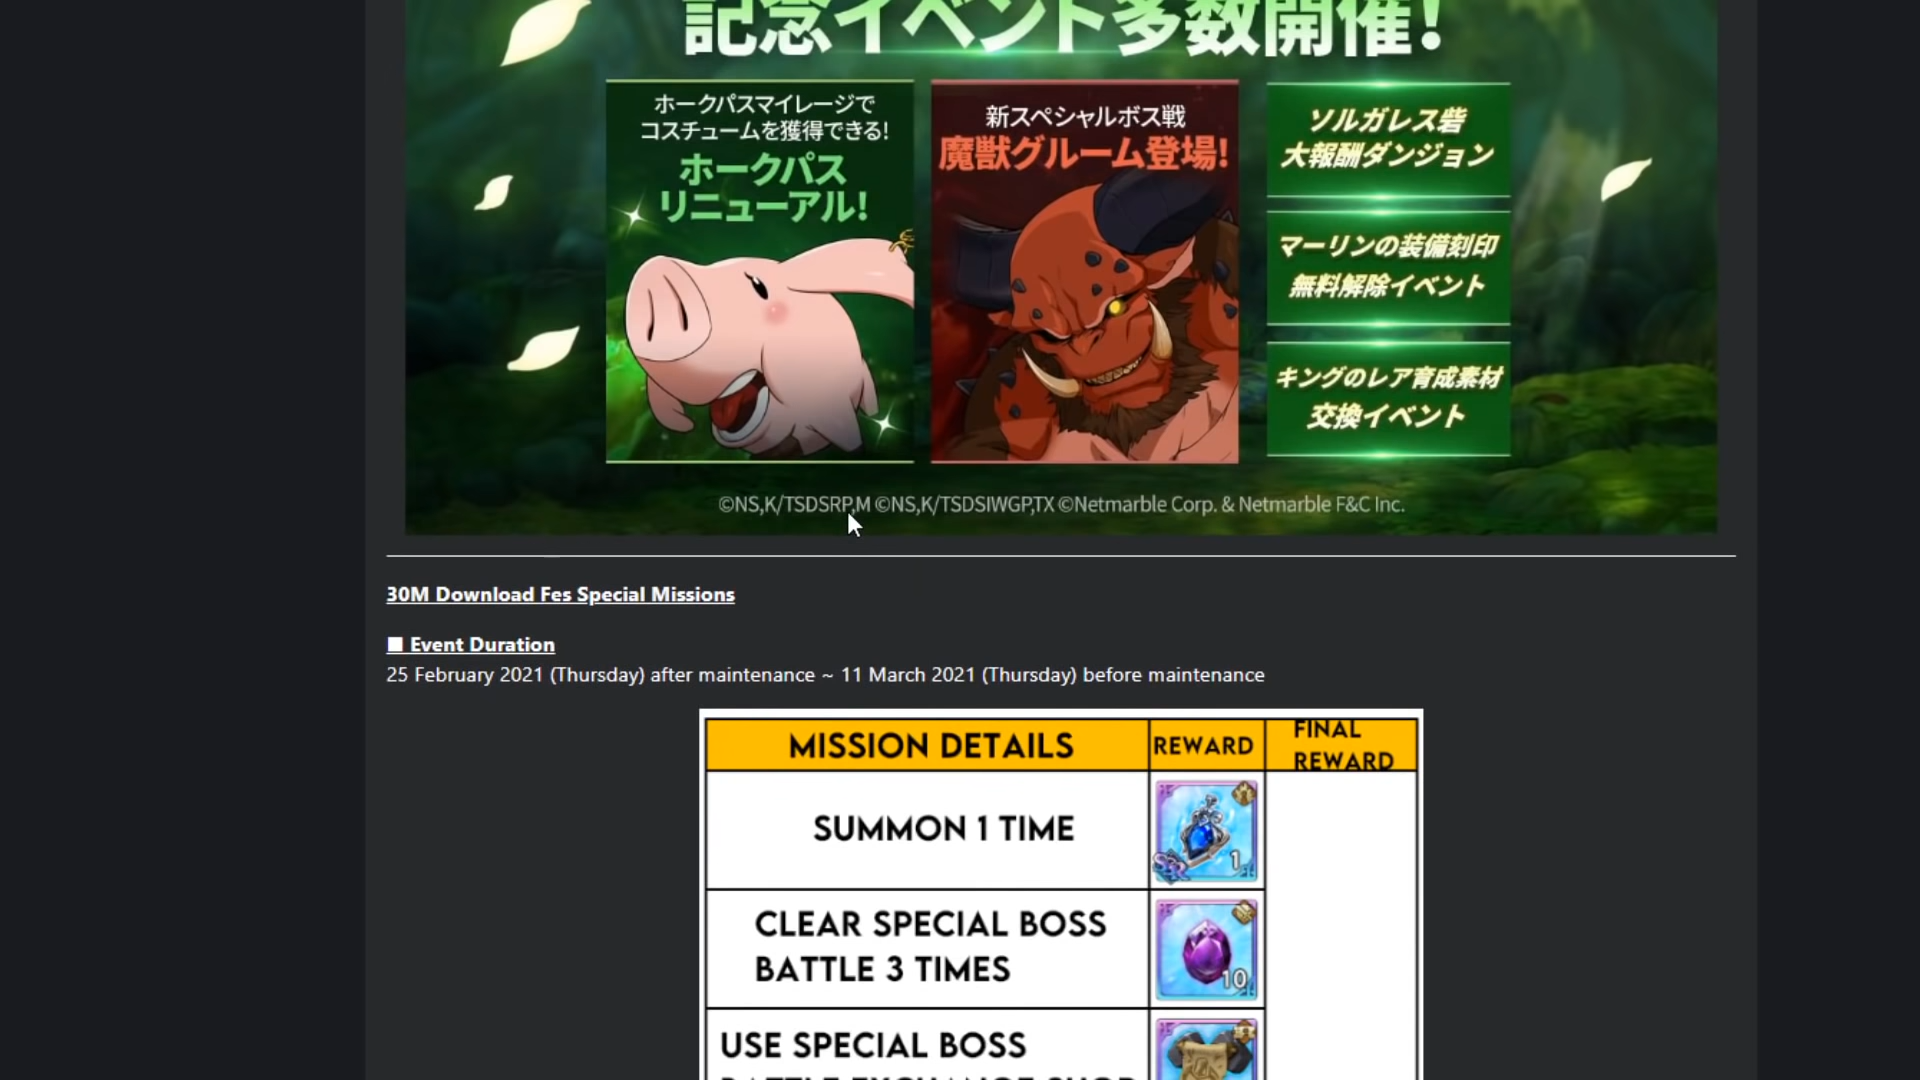 記念イベント多数開催!
ホークパスマイレージで
コスチュームを獲得できる!
ホークパス
リニューアル!
新スペシャルボス戦
魔獣グルーム登場!
ソルガレス砦
大報酬ダンジョン
マーリンの装備刻印
無料解除イベント
キングのレア育成素材
交換イベント
©NS,K/TSDSRP,M ©NS,K/TSDSIWGP,TX ©Netmarble Corp. & Netmarble F&C Inc.
30M Download Fes Special Missions
■ Event Duration
25 February 2021 (Thursday) after maintenance ~ 11 March 2021 (Thursday) before maintenance
MISSION DETAILS
REWARD
FINAL
REWARD
SUMMON 1 TIME
SSR
1
CLEAR SPECIAL BOSS
BATTLE 3 TIMES
10
USE SPECIAL BOSS
BATTLE EXCHANGE SHOP